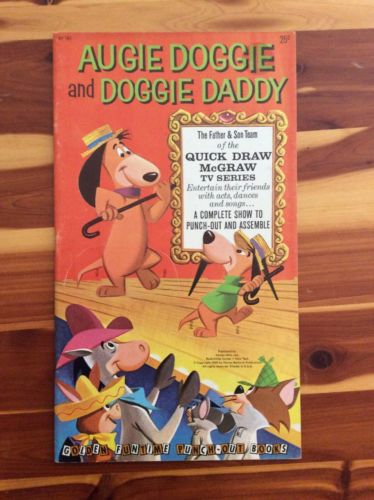 25¢
AUGIE DOGGIE
and DOGGIE DADDY
The Father & Son Team
of the
QUICK DRAW
McGRAW
TV SERIES
Entertain their friends
with acts, dances
and songs...
A COMPLETE SHOW TO
PUNCH-OUT AND ASSEMBLE
GOLDEN FUNTIME PUNCH-OUT BOOKS